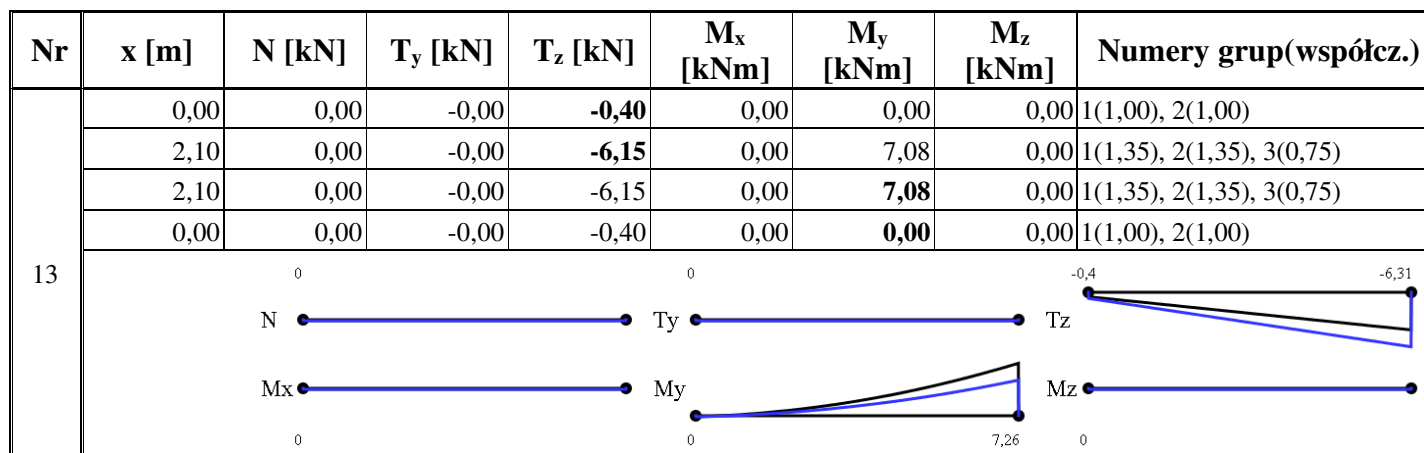 Nr x [m] N [kN] Ty [kN] Tz [kN] Mx [kNm] My [kNm] Mz [kNm] Numery grup(współcz.)
0,00 0,00 -0,00 -0,40 0,00 0,00 0,00 1(1,00), 2(1,00)
2,10 0,00 -0,00 -6,15 0,00 7,08 0,00 1(1,35), 2(1,35), 3(0,75)
2,10 0,00 -0,00 -6,15 0,00 7,08 0,00 1(1,35), 2(1,35), 3(0,75)
0,00 0,00 -0,00 -0,40 0,00 0,00 0,00 1(1,00), 2(1,00)
13
0 0 -0,4 -6,31
N Ty Tz
Mx My Mz
0 0 7,26 0